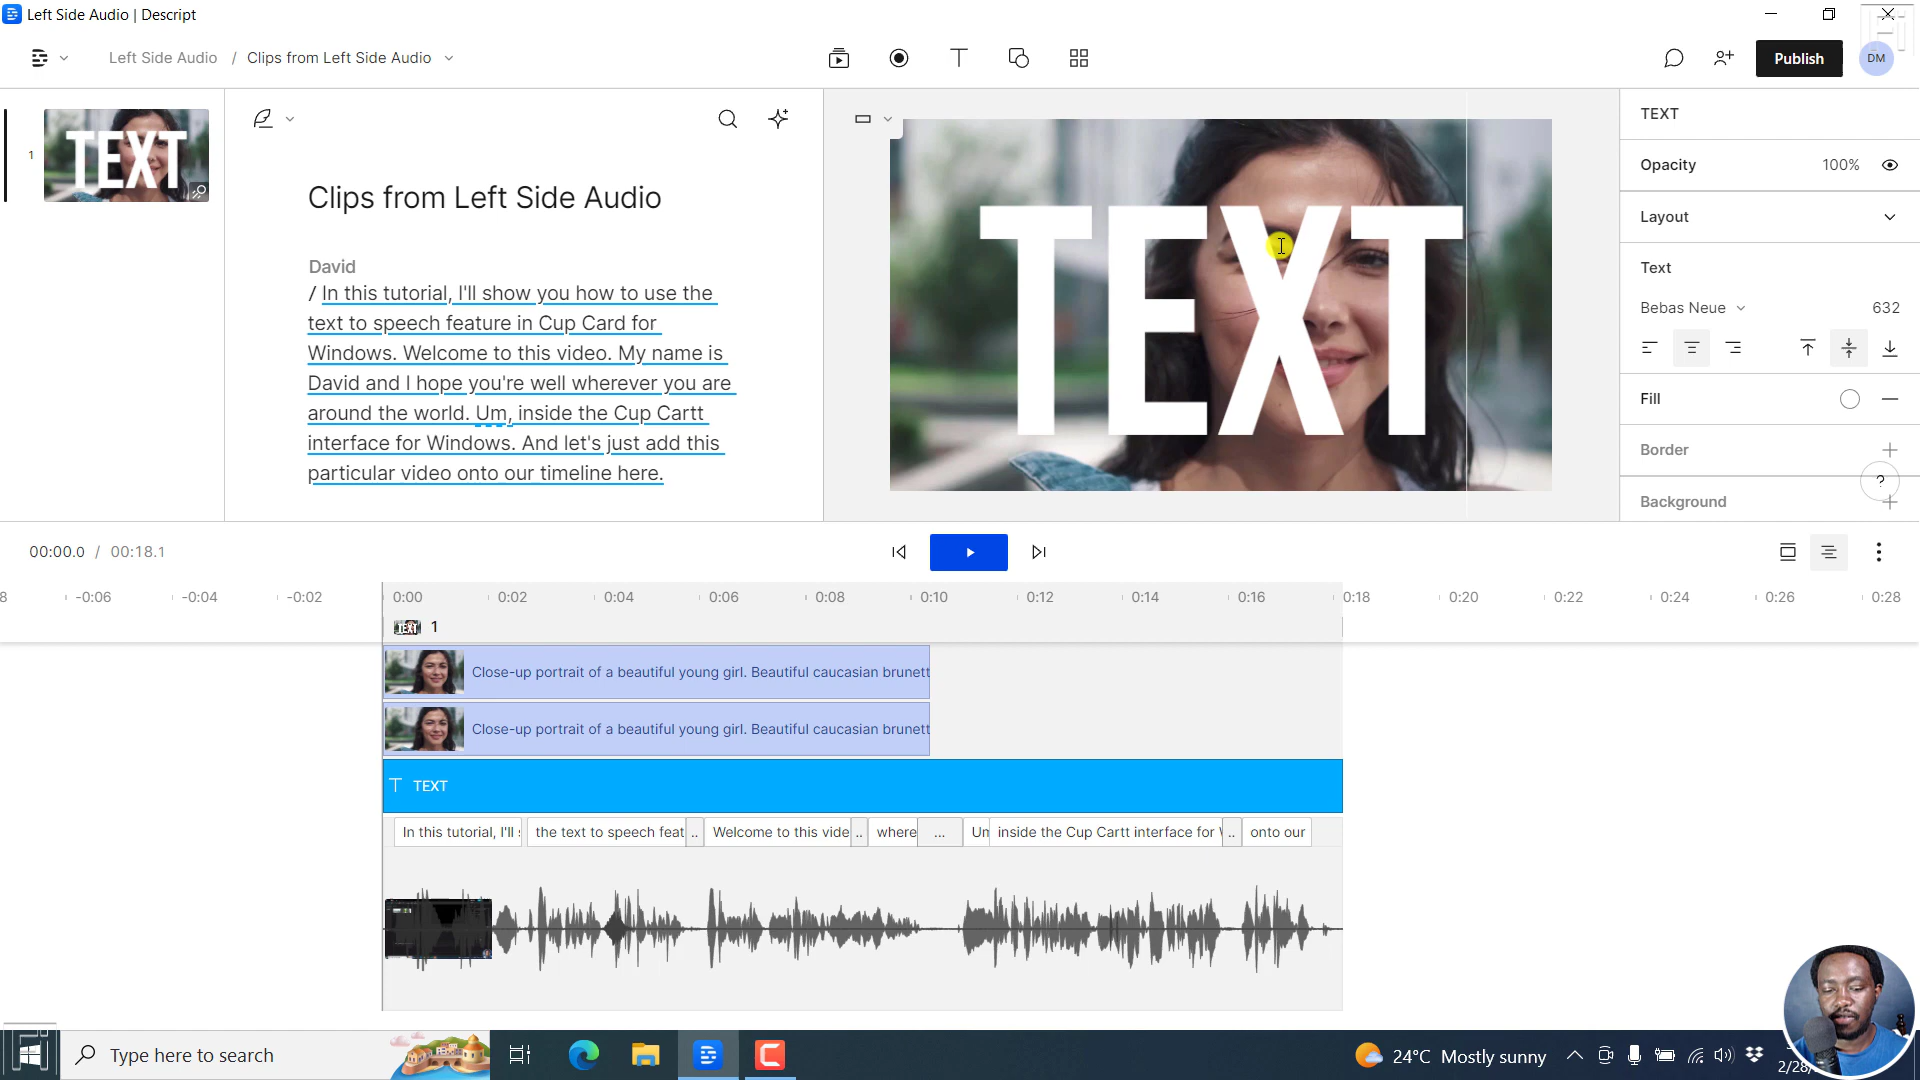 Left Side Audio | Descript
Left Side Audio / Clips from Left Side Audio
Publish
DM
1
TEXT
Clips from Left Side Audio
David
/ In this tutorial, I'll show you how to use the
text to speech feature in Cup Card for
Windows. Welcome to this video. My name is
David and I hope you're well wherever you are
around the world. Um, inside the Cup Cartt
interface for Windows. And let's just add this
particular video onto our timeline here.
TEXT
TEXT
Opacity 100%
Layout
Text
Bebas Neue 632
Fill
Border
?
Background
00:00.0 / 00:18.1
8 -0:06 -0:04 -0:02 0:00 0:02 0:04 0:06 0:08 0:10 0:12 0:14 0:16 0:18 0:20 0:22 0:24 0:26 0:28
TEXT 1
Close-up portrait of a beautiful young girl. Beautiful caucasian brunett
Close-up portrait of a beautiful young girl. Beautiful caucasian brunett
T TEXT
In this tutorial, I'll the text to speech feat .. Welcome to this vide .. where ... Um inside the Cup Cartt interface for .. onto our
Type here to search
24°C Mostly sunny
2/28/